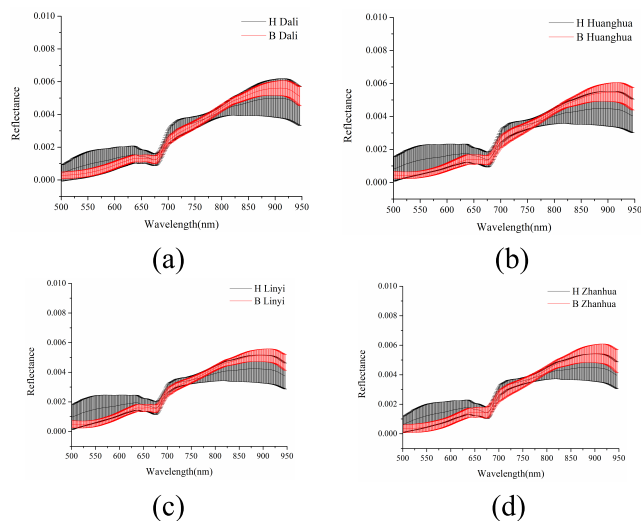 H Dali
B Dali
0.010
0.008
0.006
0.004
0.002
0.000
Reflectance
500 550 600 650 700 750 800 850 900 950
Wavelength(nm)
(a)
H Huanghua
B Huanghua
0.010
0.008
0.006
0.004
0.002
0.000
Reflectance
500 550 600 650 700 750 800 850 900 950
Wavelength(nm)
(b)
H Linyi
B Linyi
0.010
0.008
0.006
0.004
0.002
0.000
Reflectance
500 550 600 650 700 750 800 850 900 950
Wavelength(nm)
(c)
H Zhanhua
B Zhanhua
0.010
0.008
0.006
0.004
0.002
0.000
Reflectance
500 550 600 650 700 750 800 850 900 950
Wavelength(nm)
(d)